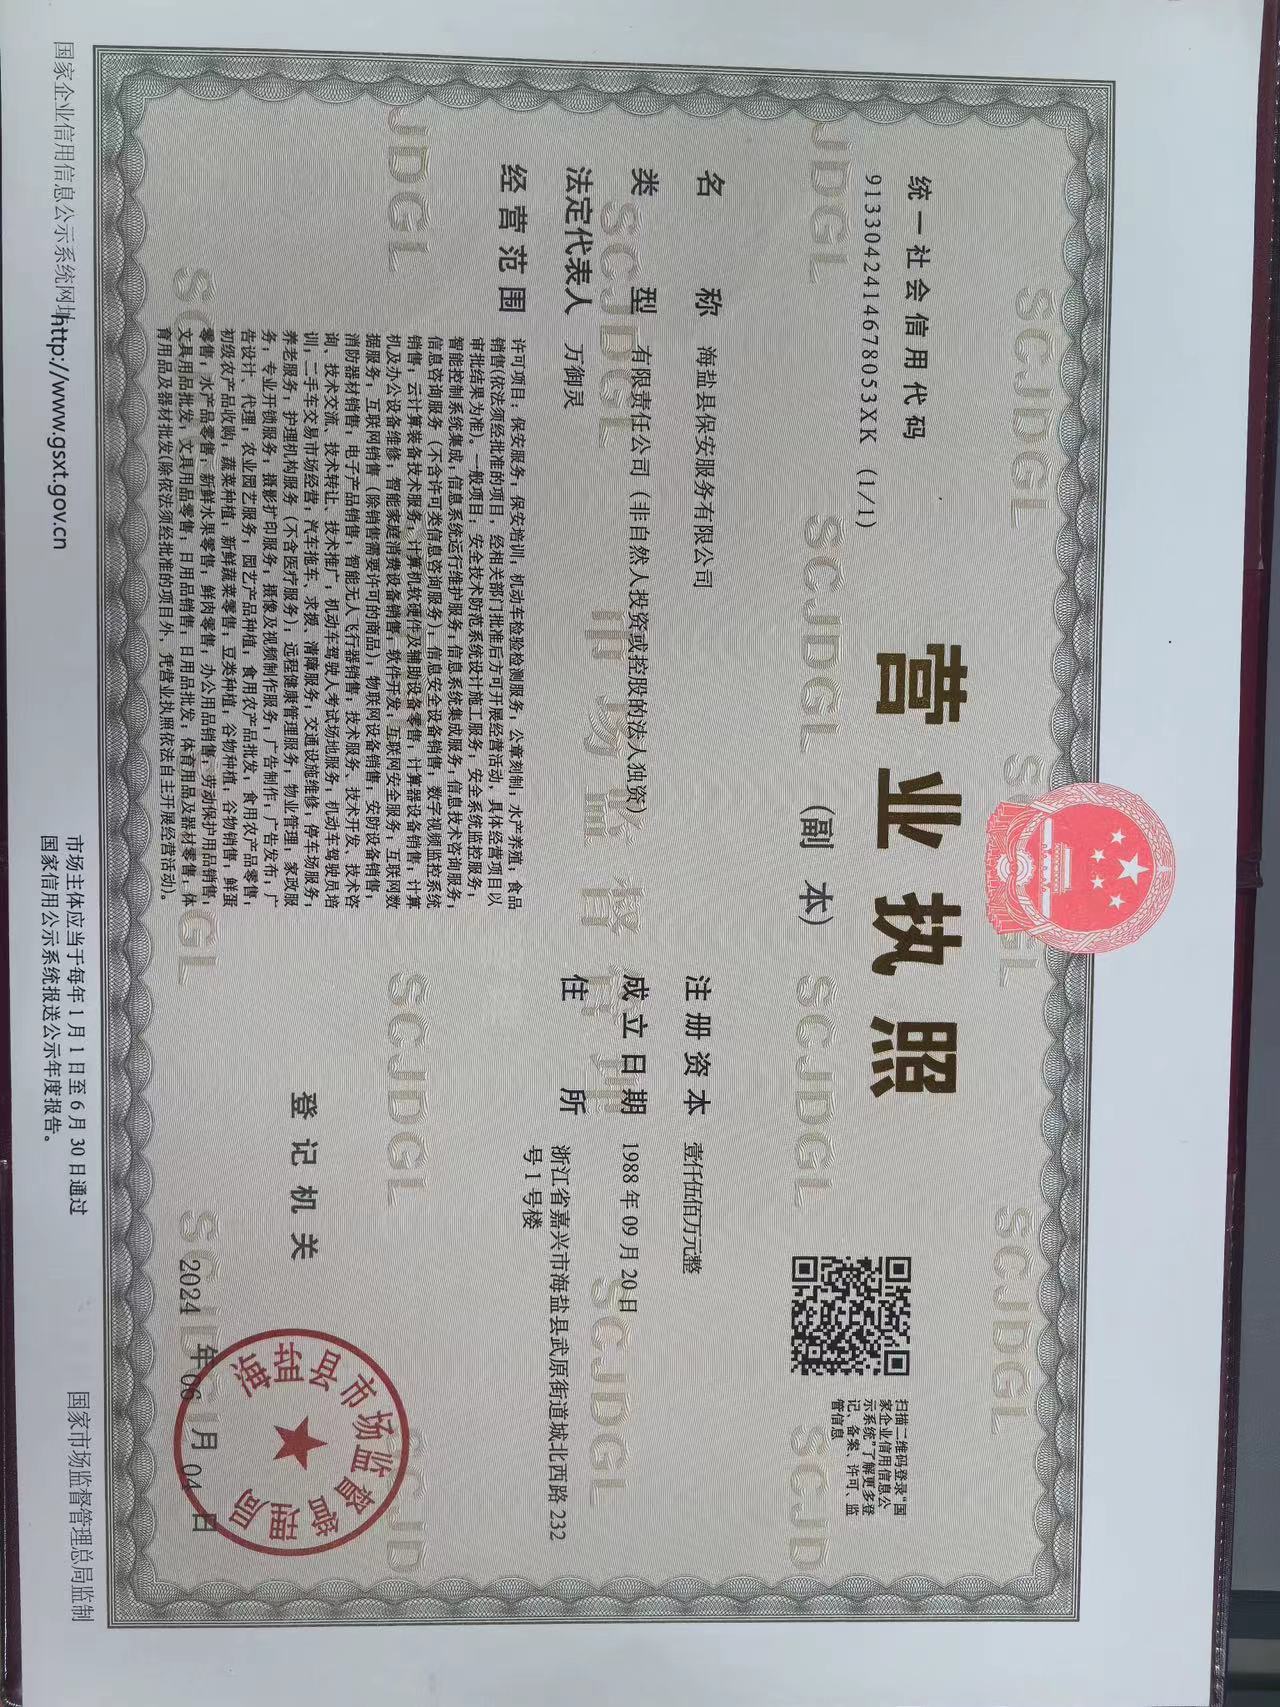 统一社会信用代码
9133042414678053XK (1/1)
营业执照
(副 本)
扫描二维码登录“国
家企业信用信息公
示系统”了解更多登
记、备案、许可、监
管信息
名 称 海盐县保安服务有限公司
类 型 有限责任公司（非自然人投资或控股的法人独资）
法定代表人 万御灵
经营范围 许可项目：保安服务；保安培训；机动车检验检测服务；公章刻制；水产养殖；食品
销售(依法须经批准的项目，经相关部门批准后方可开展经营活动，具体经营项目以
审批结果为准)。一般项目：安全技术防范系统设计施工服务；安全系统监控服务；
智能控制系统集成；信息系统运行维护服务；信息系统集成服务；信息技术咨询服务；
信息咨询服务（不含许可类信息咨询服务）；信息安全设备销售；数字视频监控系统
销售；云计算装备技术服务；计算机软硬件及辅助设备零售；计算器设备销售；计算
机及办公设备维修；智能家庭消费设备销售；软件开发；互联网安全服务；互联网数
据服务；互联网销售（除销售需要许可的商品）；物联网设备销售；安防设备销售；
消防器材销售；电子产品销售；智能无人飞行器销售；技术服务、技术开发、技术咨
询、技术交流、技术转让、技术推广；机动车驾驶人考试场地服务；机动车驾驶员培
训；二手车交易市场经营；汽车拖车、求援、清障服务；交通设施维修；停车场服务；
养老服务；护理机构服务（不含医疗服务）；远程健康管理服务；物业管理；家政服
务；专业开锁服务；摄影扩印服务；摄像及视频制作服务；广告制作；广告发布；广
告设计、代理；农业园艺服务；园艺产品种植；食用农产品批发；食用农产品零售；
初级农产品收购；蔬菜种植；新鲜蔬菜零售；豆类种植；谷物种植；谷物销售；鲜蛋
零售；水产品零售；新鲜水果零售；鲜肉零售；办公用品销售；劳动保护用品销售；
文具用品批发；文具用品零售；日用品销售；日用品批发；体育用品及器材零售；体
育用品及器材批发(除依法须经批准的项目外，凭营业执照依法自主开展经营活动)。
注册资本 壹仟伍佰万元整
成立日期 1988年09月20日
住 所 浙江省嘉兴市海盐县武原街道城北西路232
号1号楼
登记机关
海盐县市场监督管理局
2024年06月04日
国家企业信用信息公示系统网址http://www.gsxt.gov.cn
市场主体应当于每年1月1日至6月30日通过
国家信用公示系统报送公示年度报告。
国家市场监督管理总局监制
SCJDGL
市场监督管理